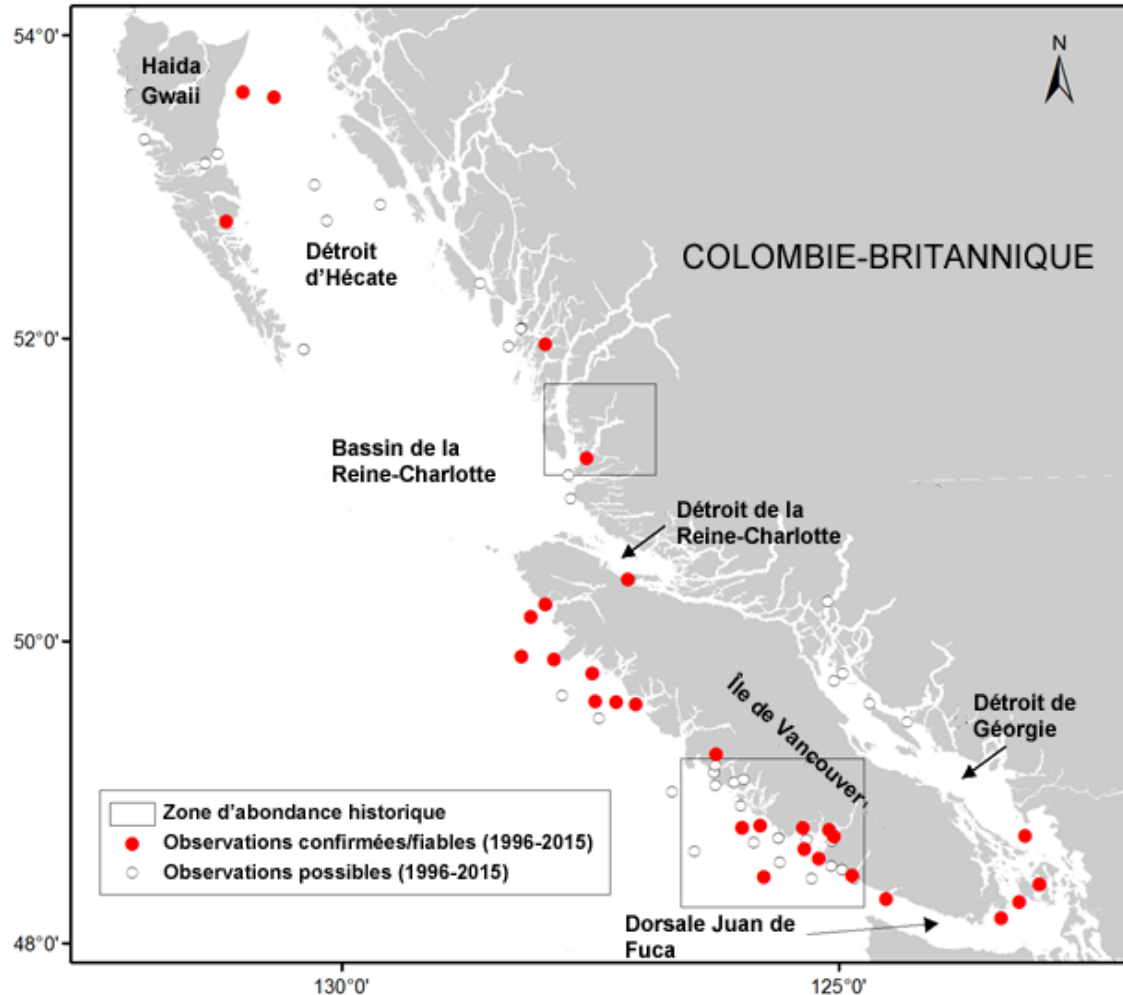 54°0'
N
Haida
Gwaii
COLOMBIE-BRITANNIQUE
Détroit
d'Hécate
52°0'
Bassin de la
Reine-Charlotte
Détroit de la
Reine-Charlotte
50°0'
Île de Vancouver
Détroit de
Géorgie
Zone d'abondance historique
Observations confirmées/fiables (1996-2015)
Observations possibles (1996-2015)
Dorsale Juan de
Fuca
48°0'
130°0'
125°0'